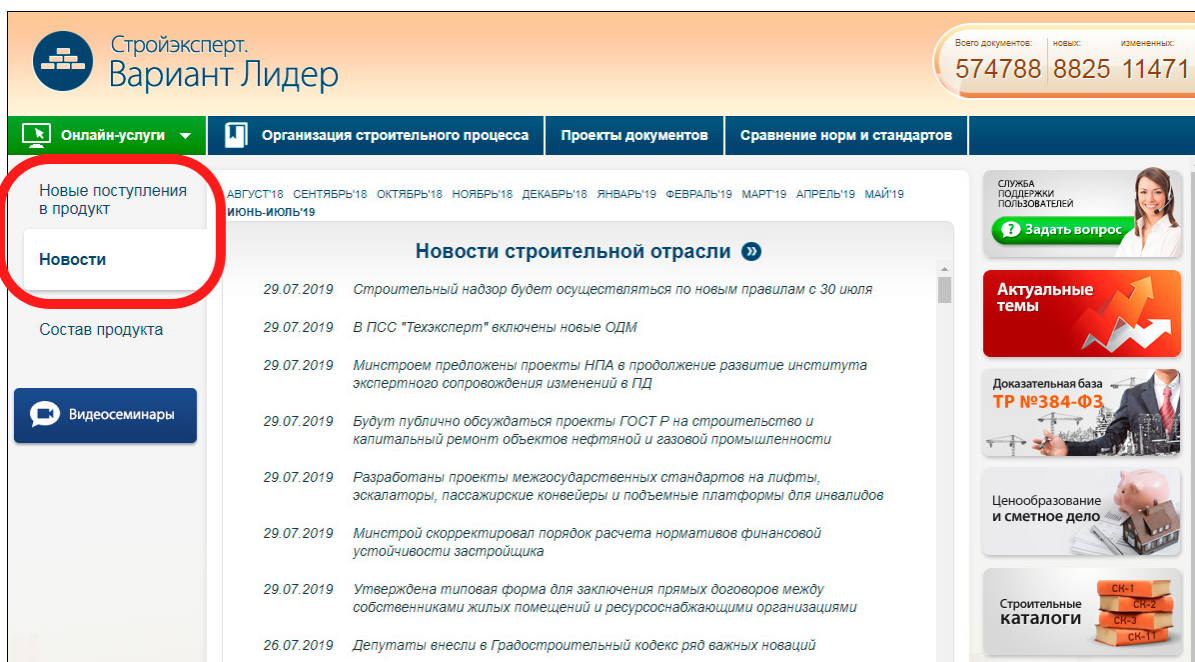 Стройэксперт.
Вариант Лидер
Всего документов: новых: измененных:
574788 8825 11471
Онлайн-услуги
Организация строительного процесса
Проекты документов
Сравнение норм и стандартов
Новые поступления
в продукт
Новости
Состав продукта
Видеосеминары
АВГУСТ'18 СЕНТЯБРЬ'18 ОКТЯБРЬ'18 НОЯБРЬ'18 ДЕКАБРЬ'18 ЯНВАРЬ'19 ФЕВРАЛЬ'19 МАРТ'19 АПРЕЛЬ'19 МАЙ'19
ИЮНЬ-ИЮЛЬ'19
Новости строительной отрасли
29.07.2019 Строительный надзор будет осуществляться по новым правилам с 30 июля
29.07.2019 В ПСС "Техэксперт" включены новые ОДМ
29.07.2019 Минстроем предложены проекты НПА в продолжение развитие института
экспертного сопровождения изменений в ПД
29.07.2019 Будут публично обсуждаться проекты ГОСТ Р на строительство и
капитальный ремонт объектов нефтяной и газовой промышленности
29.07.2019 Разработаны проекты межгосударственных стандартов на лифты,
эскалаторы, пассажирские конвейеры и подъемные платформы для инвалидов
29.07.2019 Минстрой скорректировал порядок расчета нормативов финансовой
устойчивости застройщика
29.07.2019 Утверждена типовая форма для заключения прямых договоров между
собственниками жилых помещений и ресурсоснабжающими организациями
26.07.2019 Депутаты внесли в Градостроительный кодекс ряд важных новаций
СЛУЖБА
ПОДДЕРЖКИ
ПОЛЬЗОВАТЕЛЕЙ
? Задать вопрос
Актуальные
темы
Доказательная база
ТР №384-ФЗ
Ценообразование
и сметное дело
Строительные
каталоги
СК-1
СК-2
СК-3
СК-11